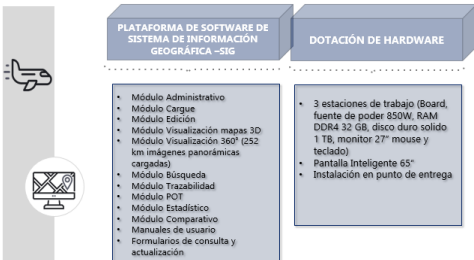 PLATAFORMA DE SOFTWARE DE
SISTEMA DE INFORMACIÓN
GEOGRÁFICA –SIG
DOTACIÓN DE HARDWARE
• Módulo Administrativo
• Módulo Cargue
• Módulo Edición
• Módulo Visualización mapas 3D
• Módulo Visualización 360° (252
km imágenes panorámicas
cargadas)
• Módulo Búsqueda
• Módulo Trazabilidad
• Módulo POT
• Módulo Estadístico
• Módulo Comparativo
• Manuales de usuario
• Formularios de consulta y
actualización
• 3 estaciones de trabajo (Board,
fuente de poder 850W, RAM
DDR4 32 GB, disco duro solido
1 TB, monitor 27" mouse y
teclado)
• Pantalla Inteligente 65"
• Instalación en punto de entrega